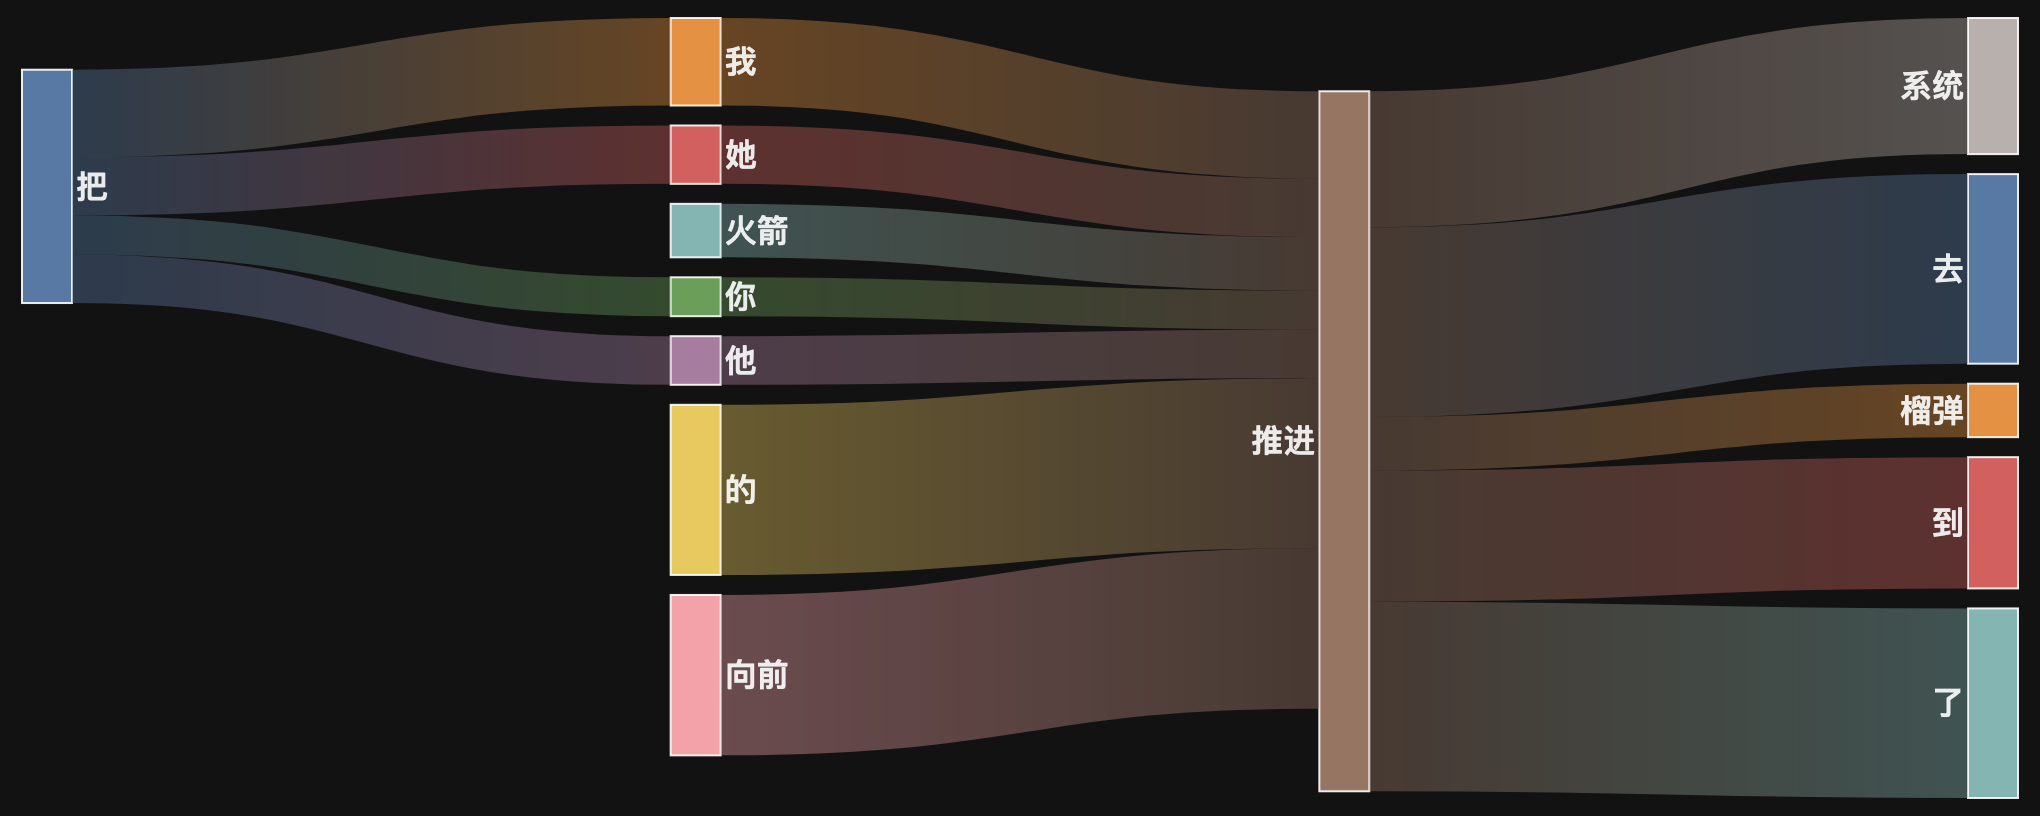 把
我
她
火箭
你
他
的
向前
推进
系统
去
榴弹
到
了